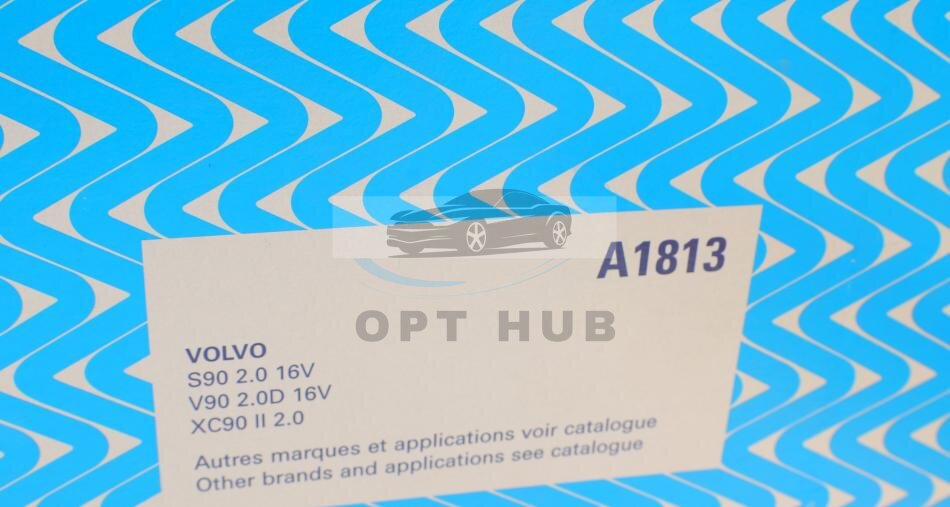 A1813
OPT HUB
VOLVO
S90 2.0 16V
V90 2.0D 16V
XC90 II 2.0
Autres marques et applications voir catalogue
Other brands and applications see catalogue